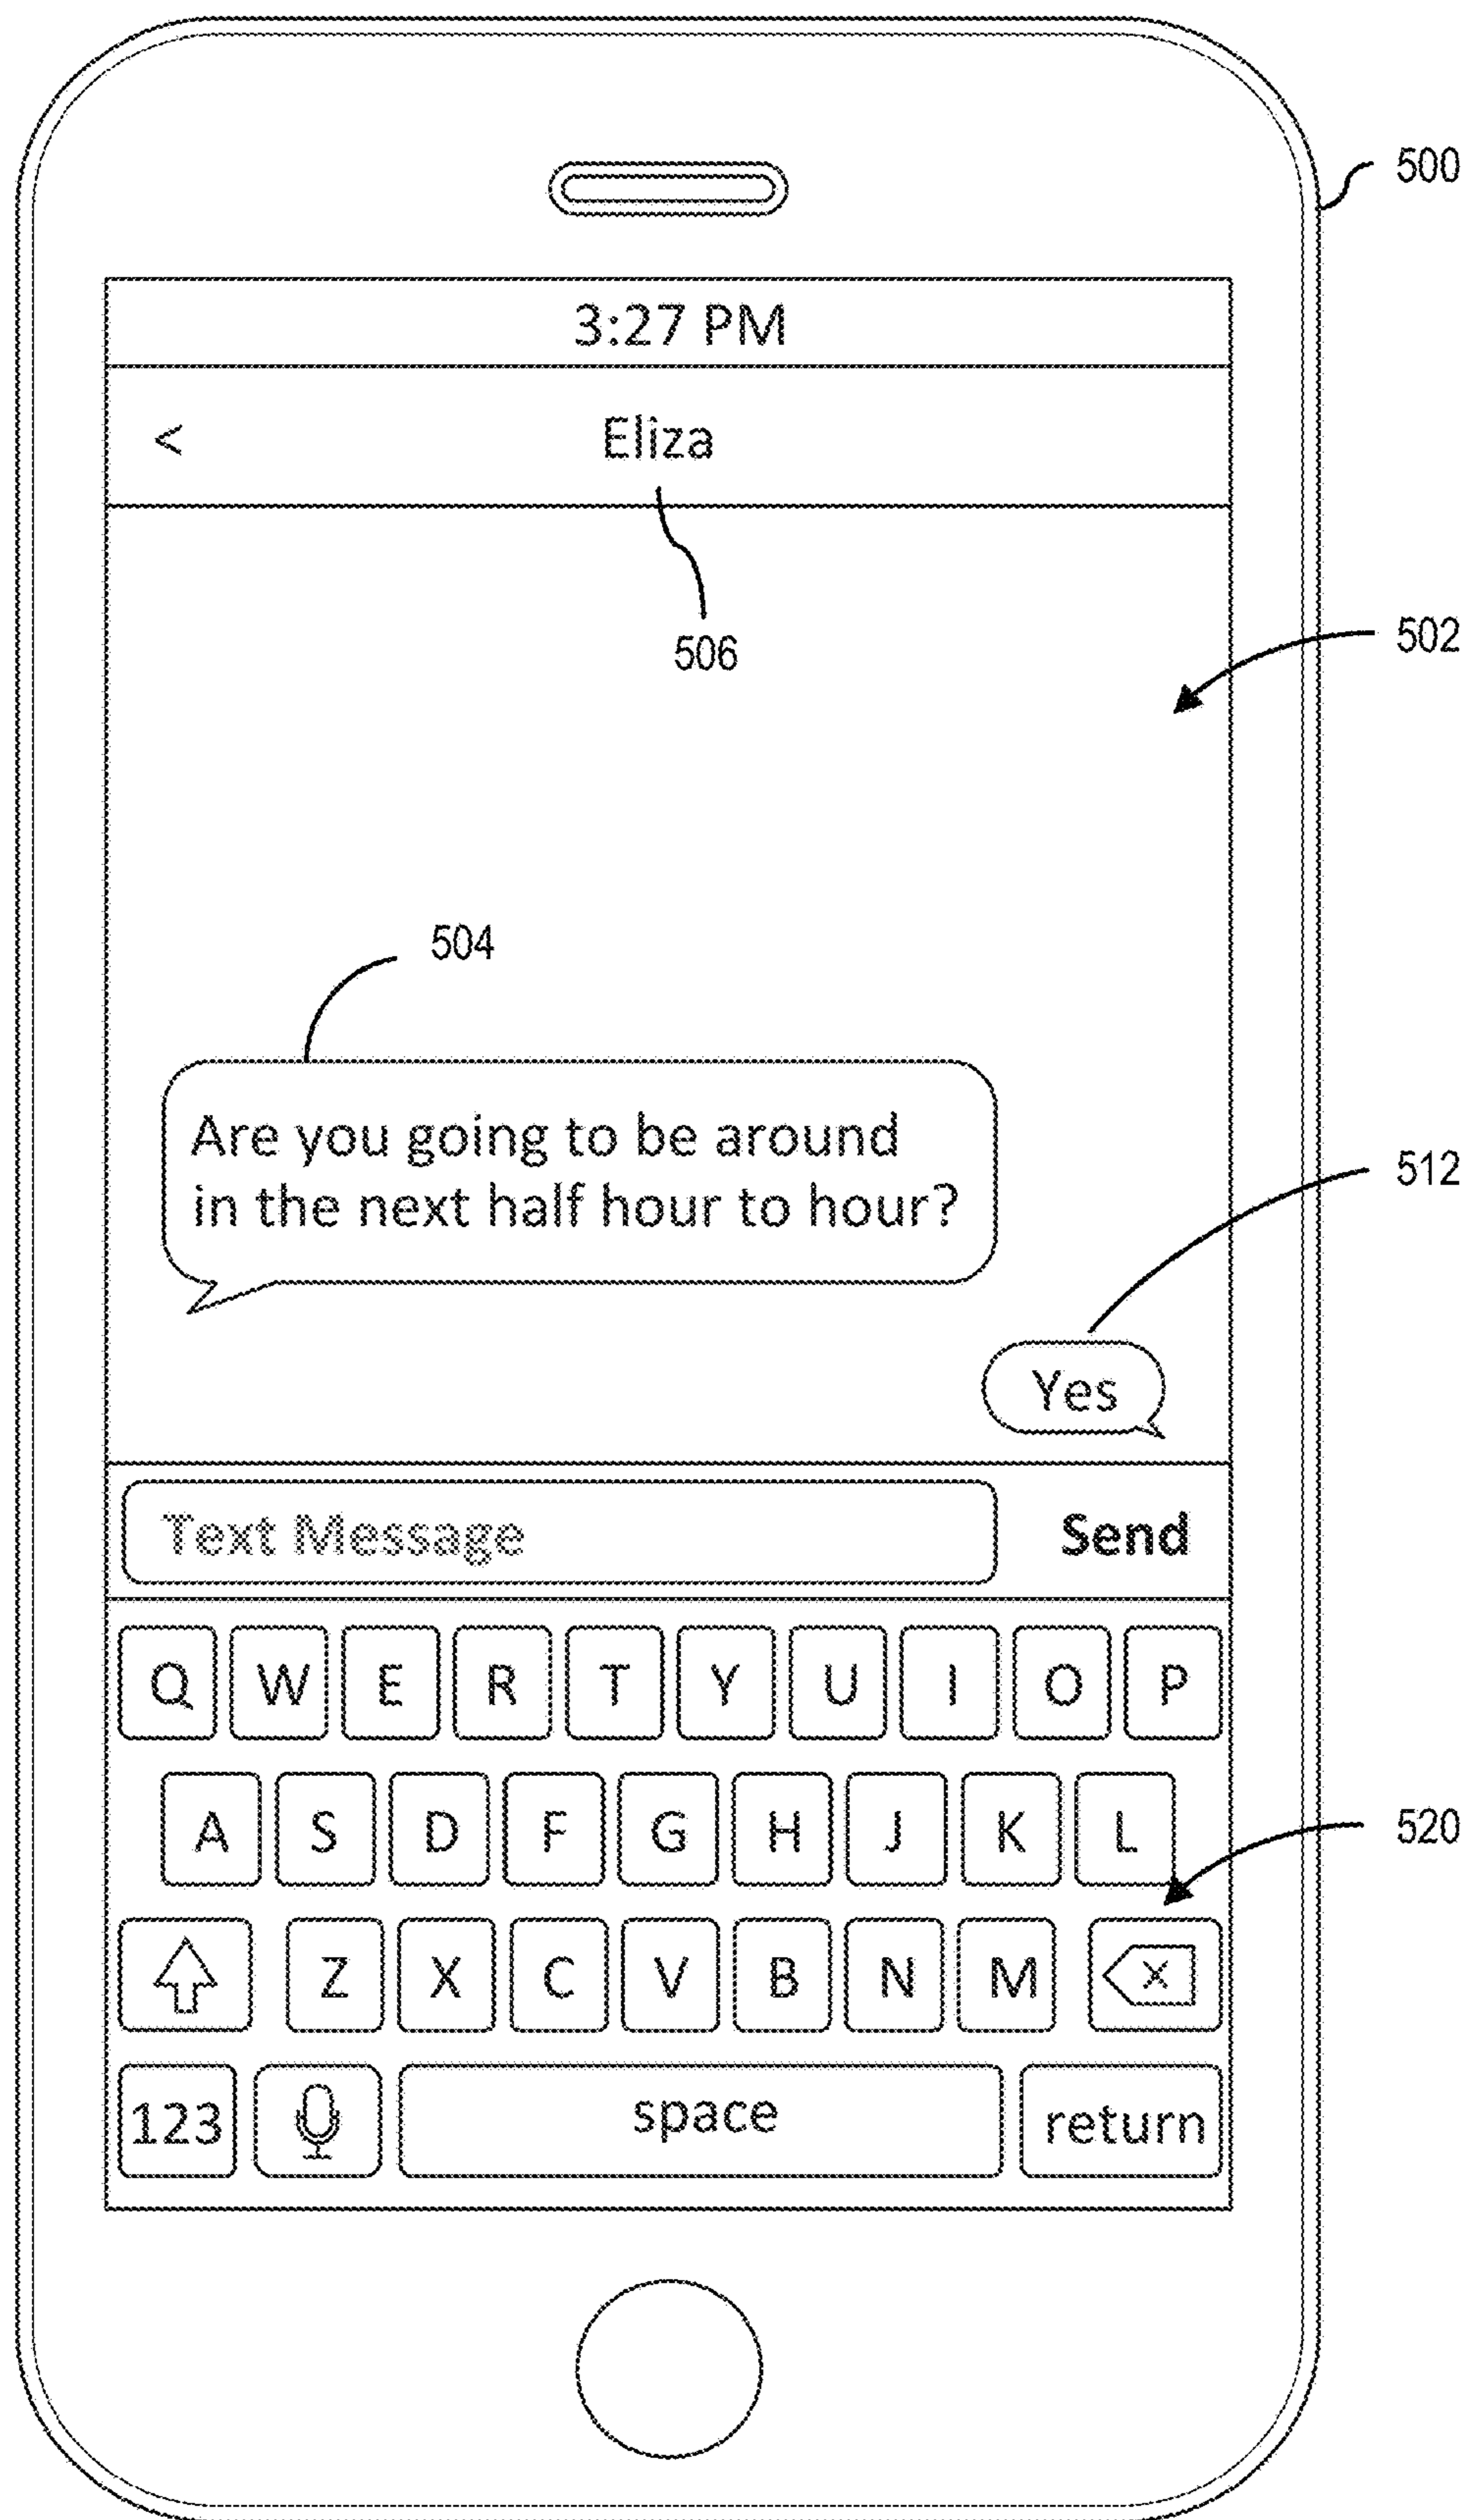 500
3:27 PM
< Eliza
506
502
504
Are you going to be around
in the next half hour to hour?
512
Yes
Text Message Send
Q W E R T Y U I O P
A S D F G H J K L
520
Z X C V B N M X
123 space return